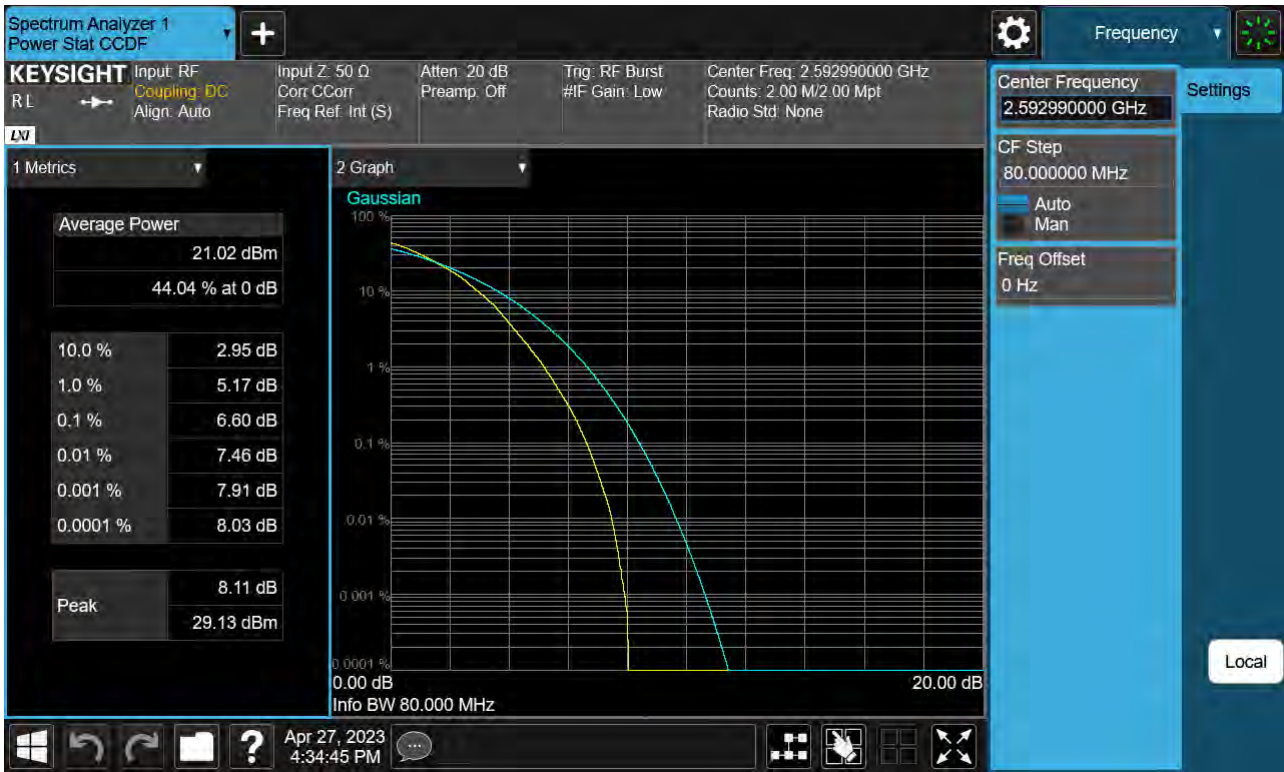 Spectrum Analyzer 1
Power Stat CCDF
+
Frequency
KEYSIGHT
RL
LXI
Input: RF
Coupling: DC
Align: Auto
Input Z: 50 Ω
Corr CCorr
Freq Ref: Int (S)
Atten: 20 dB
Preamp: Off
Trig: RF Burst
#IF Gain: Low
Center Freq: 2.592990000 GHz
Counts: 2.00 M/2.00 Mpt
Radio Std: None
Center Frequency
2.592990000 GHz
Settings
CF Step
80.000000 MHz
Auto
Man
Freq Offset
0 Hz
1 Metrics
Average Power
21.02 dBm
44.04 % at 0 dB
10.0 % 2.95 dB
1.0 % 5.17 dB
0.1 % 6.60 dB
0.01 % 7.46 dB
0.001 % 7.91 dB
0.0001 % 8.03 dB
Peak
8.11 dB
29.13 dBm
2 Graph
Gaussian
100 %
10 %
1 %
0.1 %
0.01 %
0.001 %
0.0001 %
0.00 dB 20.00 dB
Info BW 80.000 MHz
Local
?
Apr 27, 2023
4:34:45 PM